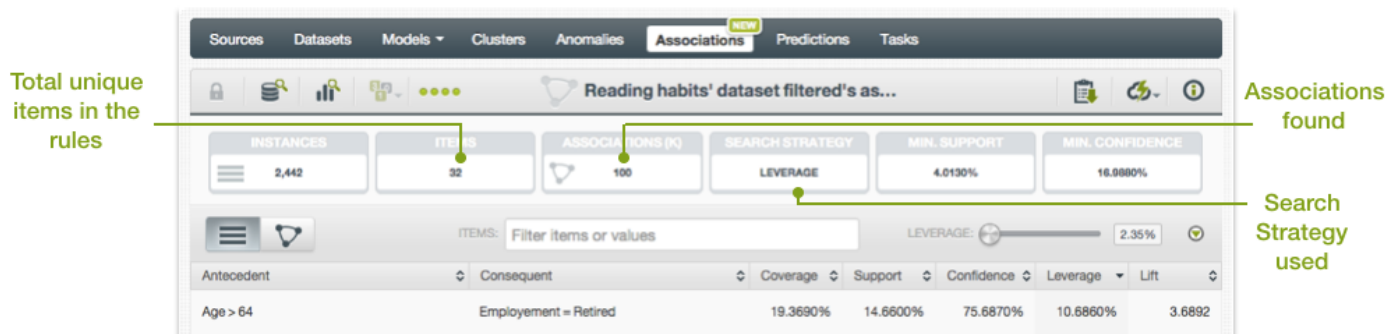 NEW
Sources Datasets Models Clusters Anomalies Associations Predictions Tasks
Total unique
items in the
rules
Reading habits' dataset filtered's as...
Associations
found
INSTANCES ITEMS ASSOCIATIONS (K) SEARCH STRATEGY MIN. SUPPORT MIN. CONFIDENCE
2,442 32 100 LEVERAGE 4.0130% 16.0880%
Search
Strategy
used
ITEMS: Filter items or values LEVERAGE: 2.35%
Antecedent Consequent Coverage Support Confidence Leverage Lift
Age > 64 Employment = Retired 19.3690% 14.6600% 75.6870% 10.6860% 3.6892